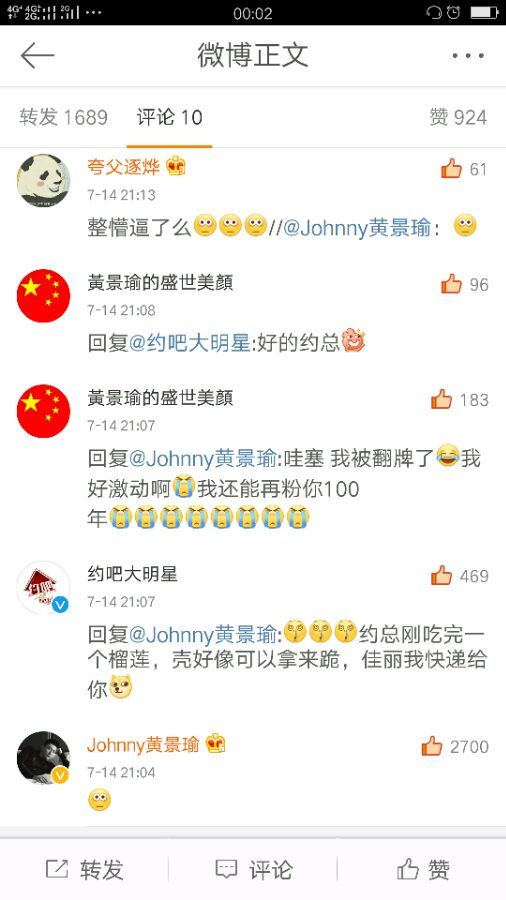 4G+ 4G+ 2G 2G 00:02
微博正文
转发 1689 评论 10 赞 924
夸父逐烨 61
7-14 21:13
整懵逼了么//@Johnny黄景瑜：
黃景瑜的盛世美顏 96
7-14 21:08
回复@约吧大明星:好的约总
黃景瑜的盛世美顏 183
7-14 21:07
回复@Johnny黄景瑜:哇塞 我被翻牌了😂我
好激动啊😭我还能再粉你100
年😭😭😭😭😭😭😭😭
约吧大明星 469
7-14 21:07
回复@Johnny黄景瑜:约总刚吃完一
个榴莲，壳好像可以拿来跪，佳丽我快递给
你
Johnny黄景瑜 2700
7-14 21:04
转发 评论 赞